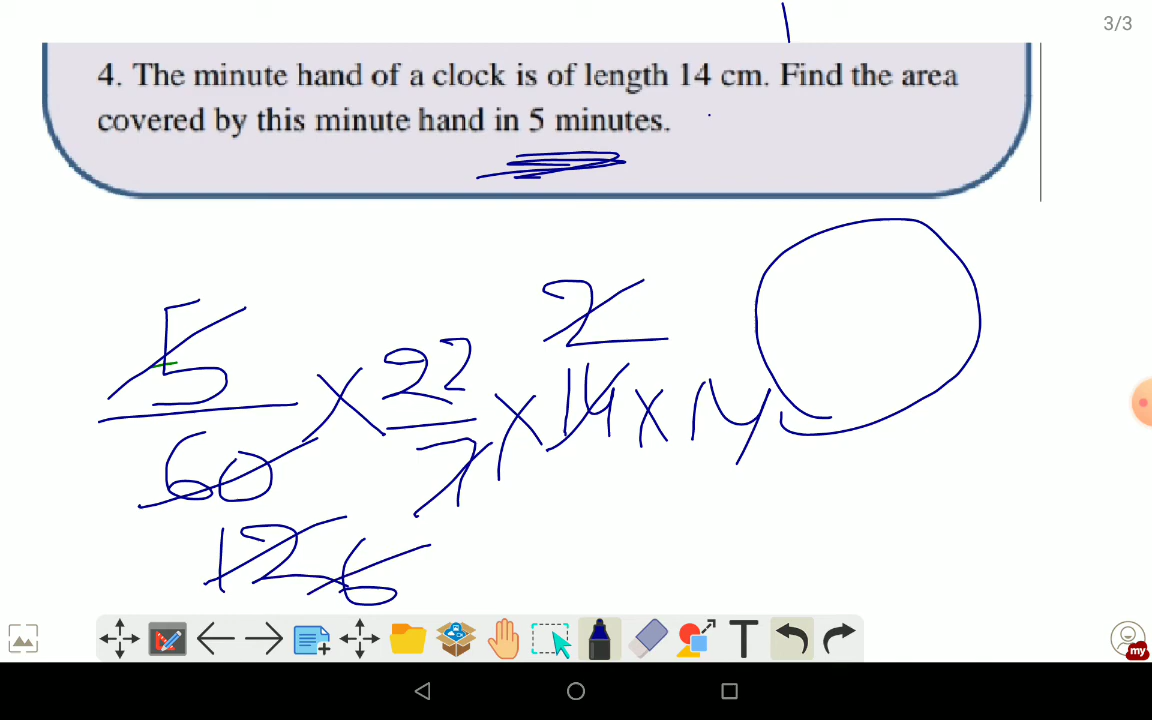 3/3
4. The minute hand of a clock is of length 14 cm. Find the area
covered by this minute hand in 5 minutes.
2
5/60 × 22/7 × 14 × 14
12 6
T
my